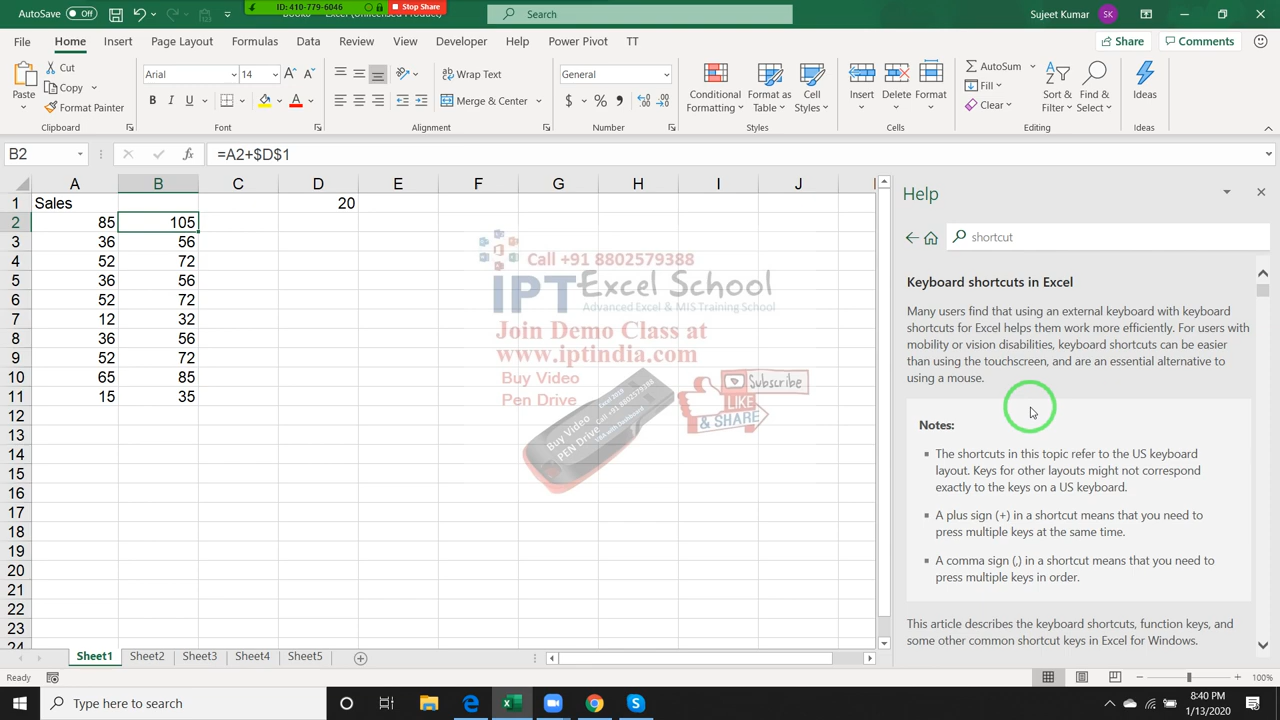 ID: 410-779-6046
Stop Share
AutoSave
Off
Search
Sujeet Kumar
SK
File
Home
Insert
Page Layout
Formulas
Data
Review
View
Developer
Help
Power Pivot
TT
Share
Comments
Paste
Cut
Copy
Format Painter
Clipboard
Arial
14
B I U
Font
Wrap Text
Merge & Center
Alignment
General
$ % ,
Number
Conditional
Formatting
Format as
Table
Cell
Styles
Styles
Insert
Delete
Format
Cells
AutoSum
Fill
Clear
Sort &
Filter
Find &
Select
Editing
Ideas
Ideas
B2
fx
=A2+$D$1
A B C D E F G H I J
1 Sales 20
2 85 105
3 36 56
4 52 72
5 36 56
6 52 72
7 12 32
8 36 56
9 52 72
10 65 85
11 15 35
12
13
14
15
16
17
18
19
20
21
22
23
24
Call +91 8802579388
IPT Excel School
Advanced Excel & MIS Training School
Join Demo Class at
www.iptindia.com
Buy Video
Pen Drive
Buy Video
PEN Drive
Call +91 8802579388
Subscribe
LIKE
& SHARE
Help
shortcut
Keyboard shortcuts in Excel
Many users find that using an external keyboard with keyboard
shortcuts for Excel helps them work more efficiently. For users with
mobility or vision disabilities, keyboard shortcuts can be easier
than using the touchscreen, and are an essential alternative to
using a mouse.
Notes:
The shortcuts in this topic refer to the US keyboard
layout. Keys for other layouts might not correspond
exactly to the keys on a US keyboard.
A plus sign (+) in a shortcut means that you need to
press multiple keys at the same time.
A comma sign (,) in a shortcut means that you need to
press multiple keys in order.
This article describes the keyboard shortcuts, function keys, and
some other common shortcut keys in Excel for Windows.
Sheet1
Sheet2
Sheet3
Sheet4
Sheet5
Ready
100%
Type here to search
8:40 PM
1/13/2020